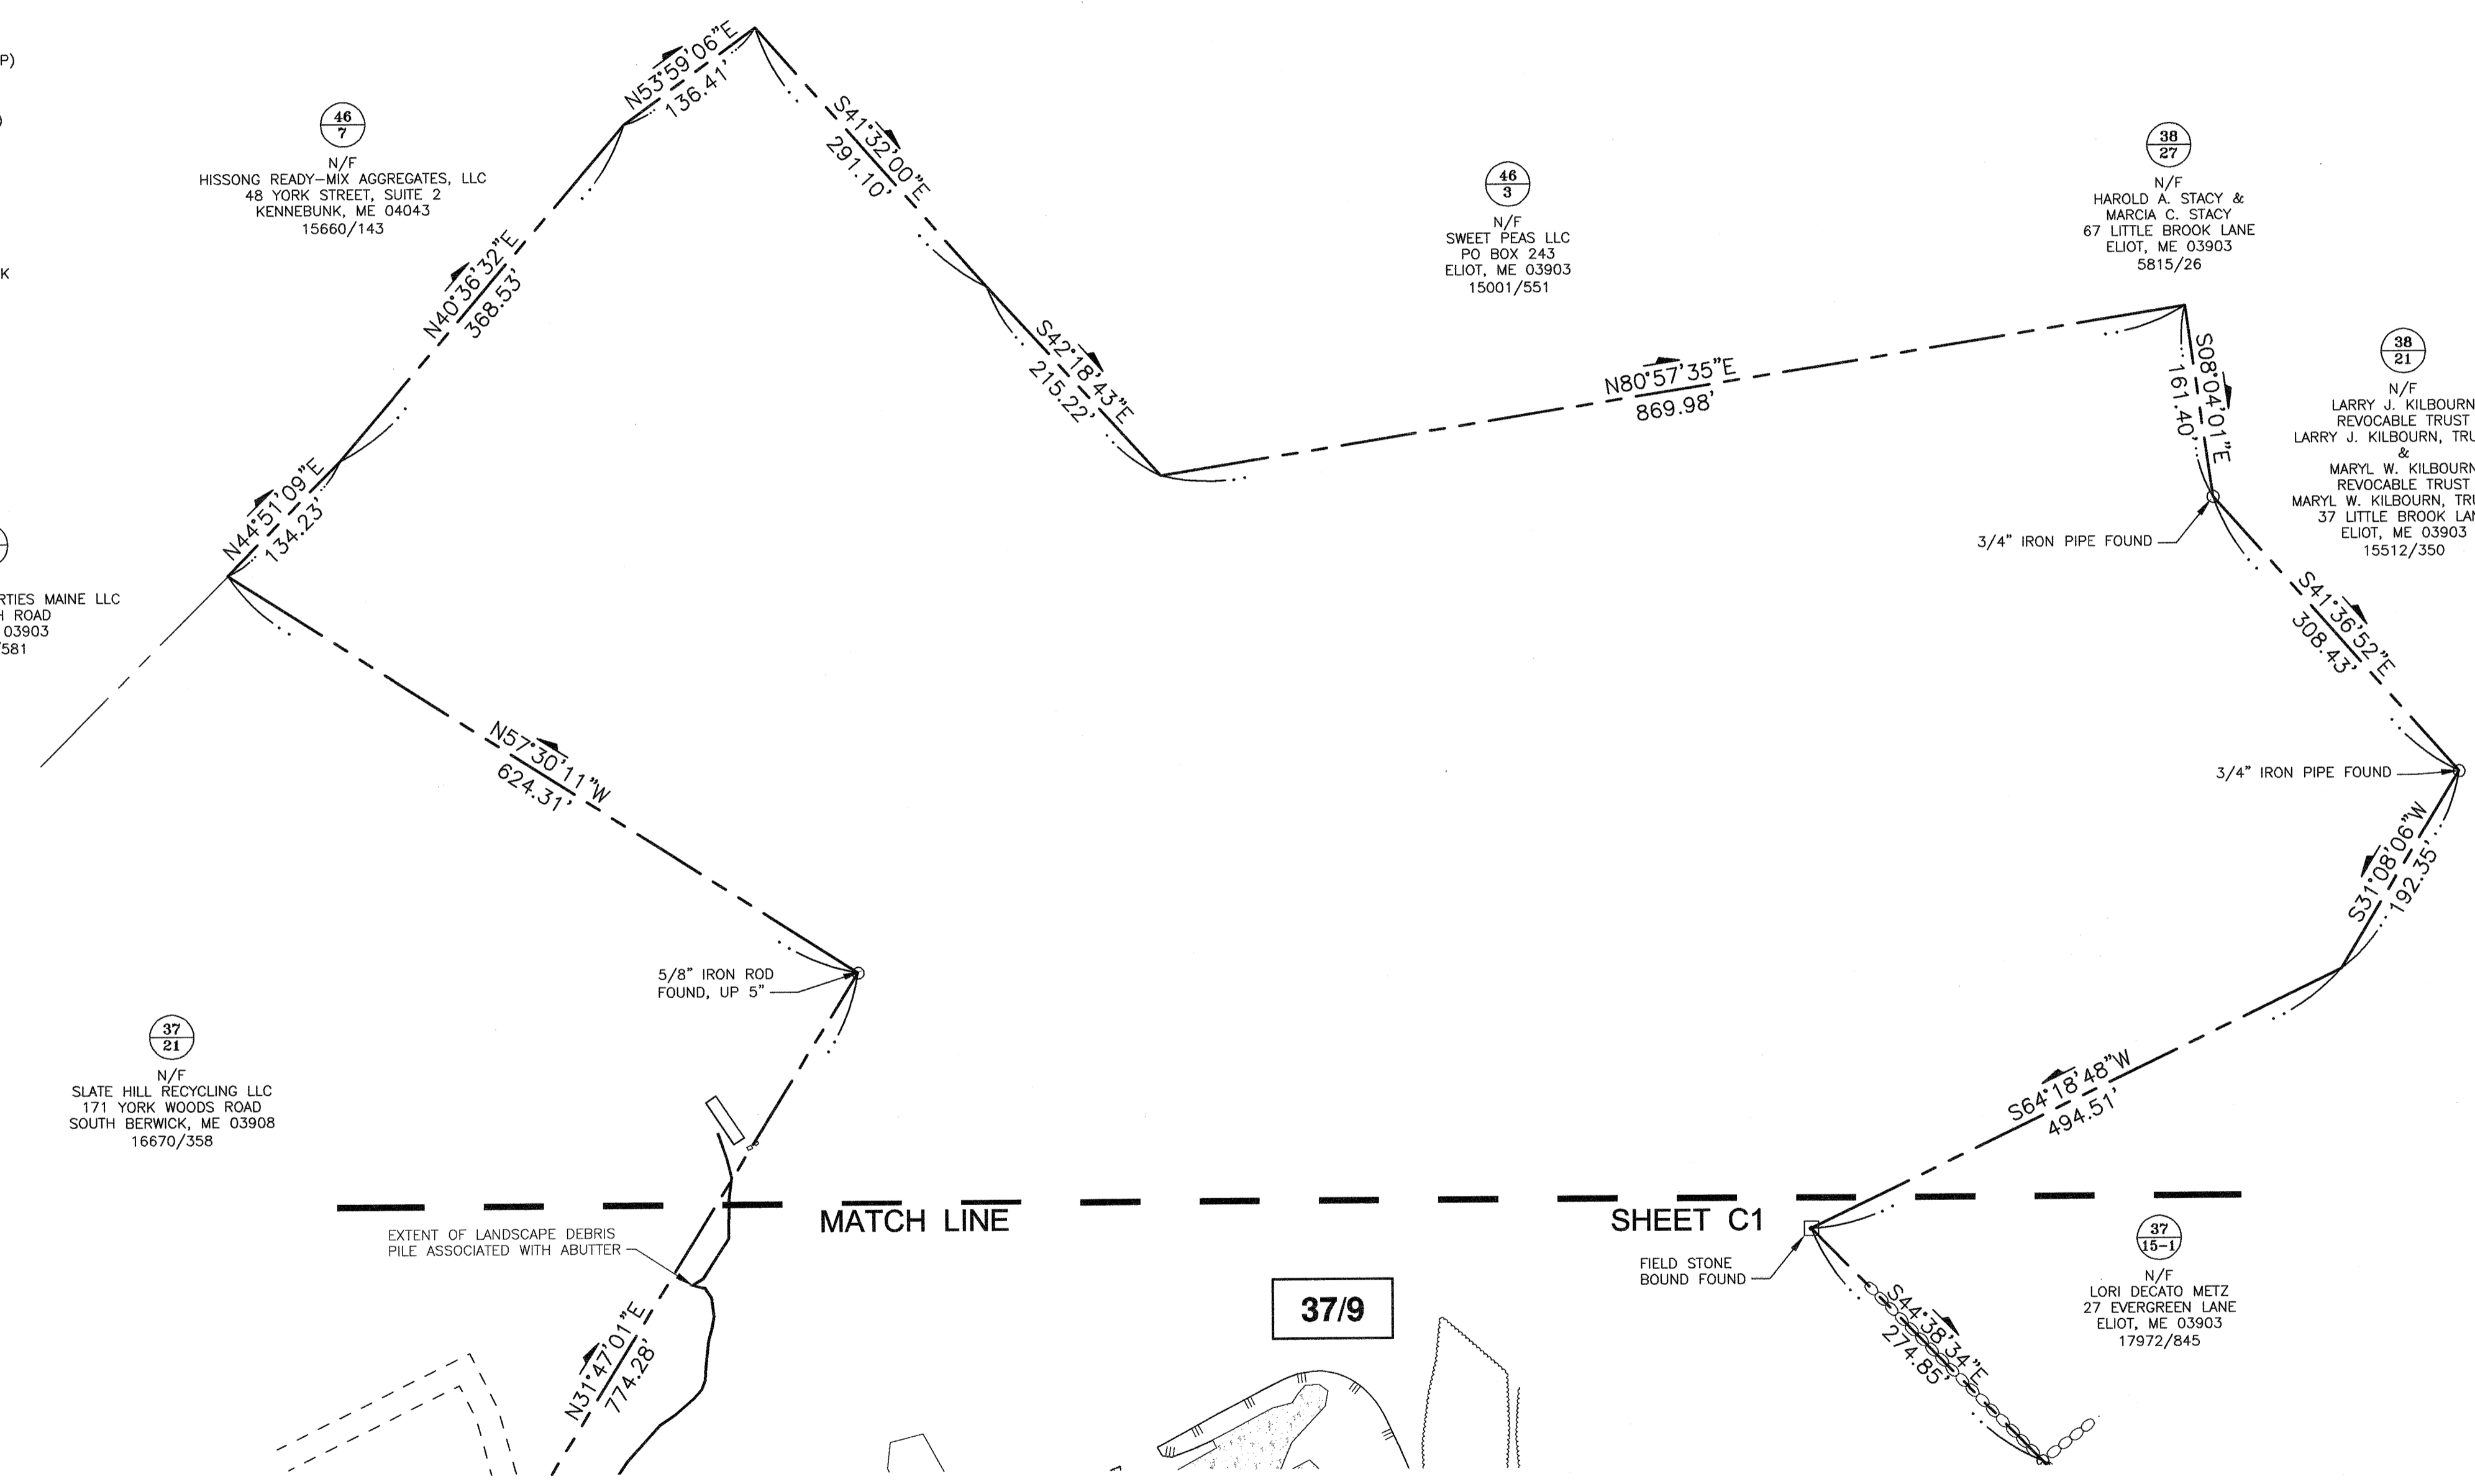 P)
)
K
N53°59'06"E
136.41'
46
7
N/F
HISSONG READY-MIX AGGREGATES, LLC
48 YORK STREET, SUITE 2
KENNEBUNK, ME 04043
15660/143
S41°32'00"E
291.10'
46
3
N/F
SWEET PEAS LLC
PO BOX 243
ELIOT, ME 03903
15001/551
38
27
N/F
HAROLD A. STACY &
MARCIA C. STACY
67 LITTLE BROOK LANE
ELIOT, ME 03903
5815/26
N40°36'32"E
368.53'
S42°18'43"E
215.22'
N80°57'35"E
869.98'
S08°04'01"E
161.40'
38
21
N/F
LARRY J. KILBOURN
REVOCABLE TRUST
LARRY J. KILBOURN, TRU
&
MARYL W. KILBOURN
REVOCABLE TRUST
MARYL W. KILBOURN, TRU
37 LITTLE BROOK LAN
ELIOT, ME 03903
15512/350
N44°51'09"E
134.23'
3/4" IRON PIPE FOUND
RTIES MAINE LLC
H ROAD
03903
/581
S41°36'52"E
308.43'
N57°30'11"W
624.31'
3/4" IRON PIPE FOUND
S31°08'06"W
192.35'
5/8" IRON ROD
FOUND, UP 5"
37
21
N/F
SLATE HILL RECYCLING LLC
171 YORK WOODS ROAD
SOUTH BERWICK, ME 03908
16670/358
S64°18'48"W
494.51'
MATCH LINE
SHEET C1
EXTENT OF LANDSCAPE DEBRIS
PILE ASSOCIATED WITH ABUTTER
FIELD STONE
BOUND FOUND
37
15-1
N/F
LORI DECATO METZ
27 EVERGREEN LANE
ELIOT, ME 03903
17972/845
37/9
N31°47'01"E
774.28'
S44°38'34"E
274.85'